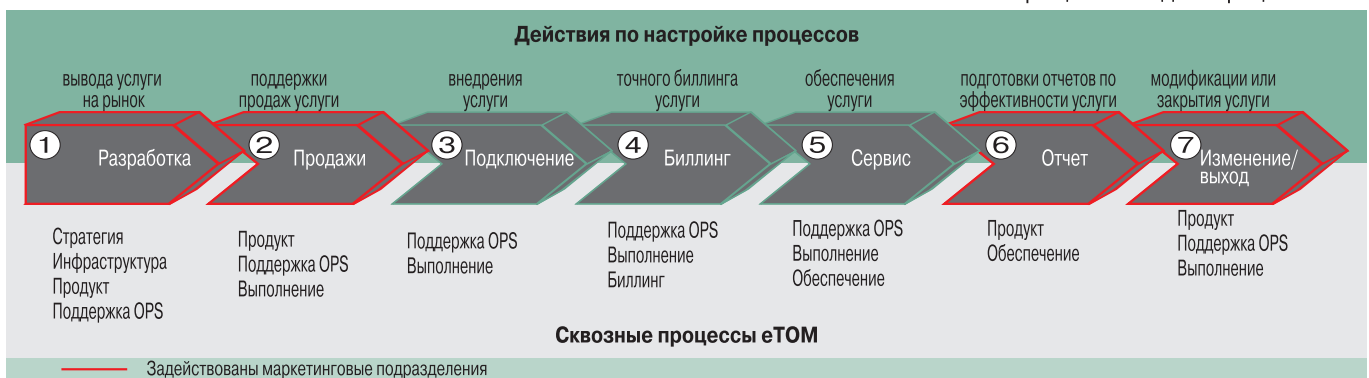 Действия по настройке процессов
вывода услуги
на рынок
поддержки
продаж услуги
внедрения
услуги
точного биллинга
услуги
обеспечения
услуги
подготовки отчетов по
эффективности услуги
модификации или
закрытия услуги
1
Разработка
2
Продажи
3
Подключение
4
Биллинг
5
Сервис
6
Отчет
7
Изменение/
выход
Стратегия
Инфраструктура
Продукт
Поддержка OPS
Продукт
Поддержка OPS
Выполнение
Поддержка OPS
Выполнение
Поддержка OPS
Выполнение
Биллинг
Поддержка OPS
Выполнение
Обеспечение
Продукт
Обеспечение
Продукт
Поддержка OPS
Выполнение
Сквозные процессы eTOM
Задействованы маркетинговые подразделения